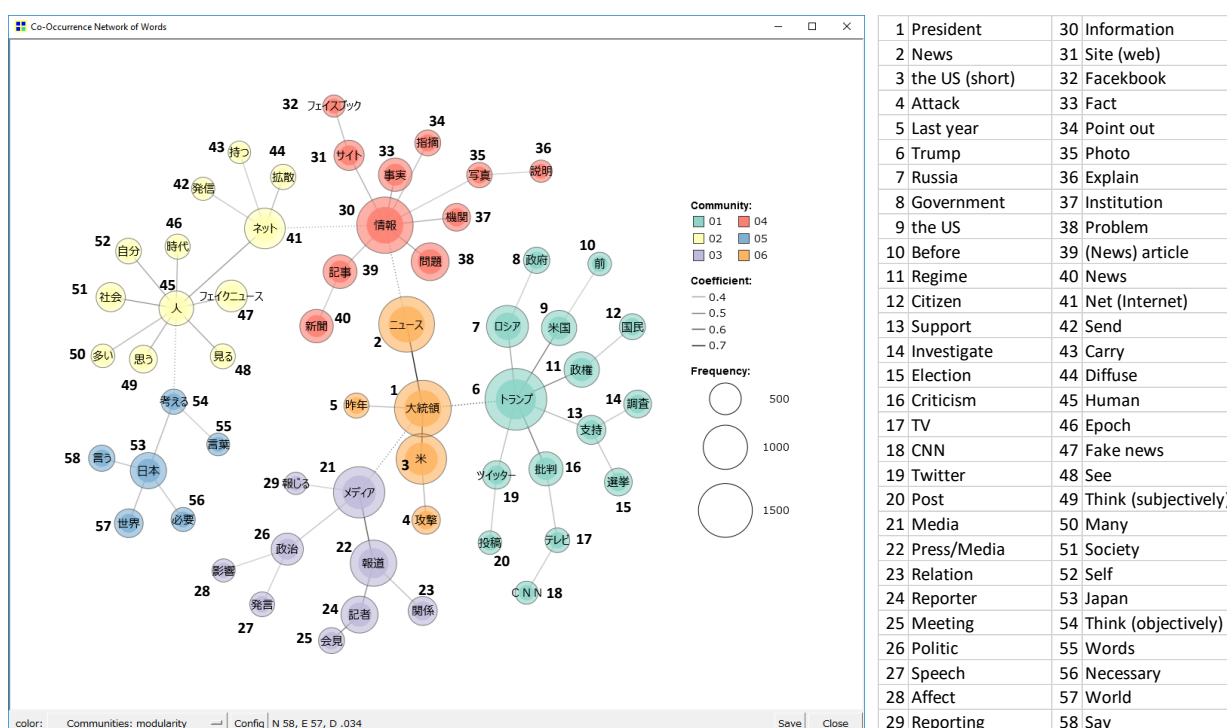 Co-Occurrence Network of Words
32 フェイスブック
34
指摘
43 持つ
44
拡散
31 サイト
33
事実
35
写真
36
説明
42 発信
30
情報
機関 37
46
時代
ネット
41
52
自分
問題 38
記事 39
45
人
51 社会
フェイクニュース
47
新聞 40
ニュース
2
50 多い
思う
49
見る
48
8 政府
10
前
7
ロシア
9
米国
12
国民
11
政権
6
トランプ
14 調査
13
支持
選挙
15
1
大統領
5 昨年
3
米
4 攻撃
ツイッター
19
批判 16
投稿
20
テレビ 17
CNN 18
考える 54
55
言葉
53
日本
58 言う
56
必要
57 世界
21
メディア
29 報じる
26
政治
22
報道
影響
28
発言
27
23
関係
24
記者
25 会見
Community:
01 04
02 05
03 06
Coefficient:
0.4
0.5
0.6
0.7
Frequency:
500
1000
1500
color: Communities: modularity Config N 58, E 57, D .034 Save Close
1 President 30 Information
2 News 31 Site (web)
3 the US (short) 32 Facekbook
4 Attack 33 Fact
5 Last year 34 Point out
6 Trump 35 Photo
7 Russia 36 Explain
8 Government 37 Institution
9 the US 38 Problem
10 Before 39 (News) article
11 Regime 40 News
12 Citizen 41 Net (Internet)
13 Support 42 Send
14 Investigate 43 Carry
15 Election 44 Diffuse
16 Criticism 45 Human
17 TV 46 Epoch
18 CNN 47 Fake news
19 Twitter 48 See
20 Post 49 Think (subjectively)
21 Media 50 Many
22 Press/Media 51 Society
23 Relation 52 Self
24 Reporter 53 Japan
25 Meeting 54 Think (objectively)
26 Politic 55 Words
27 Speech 56 Necessary
28 Affect 57 World
29 Reporting 58 Say